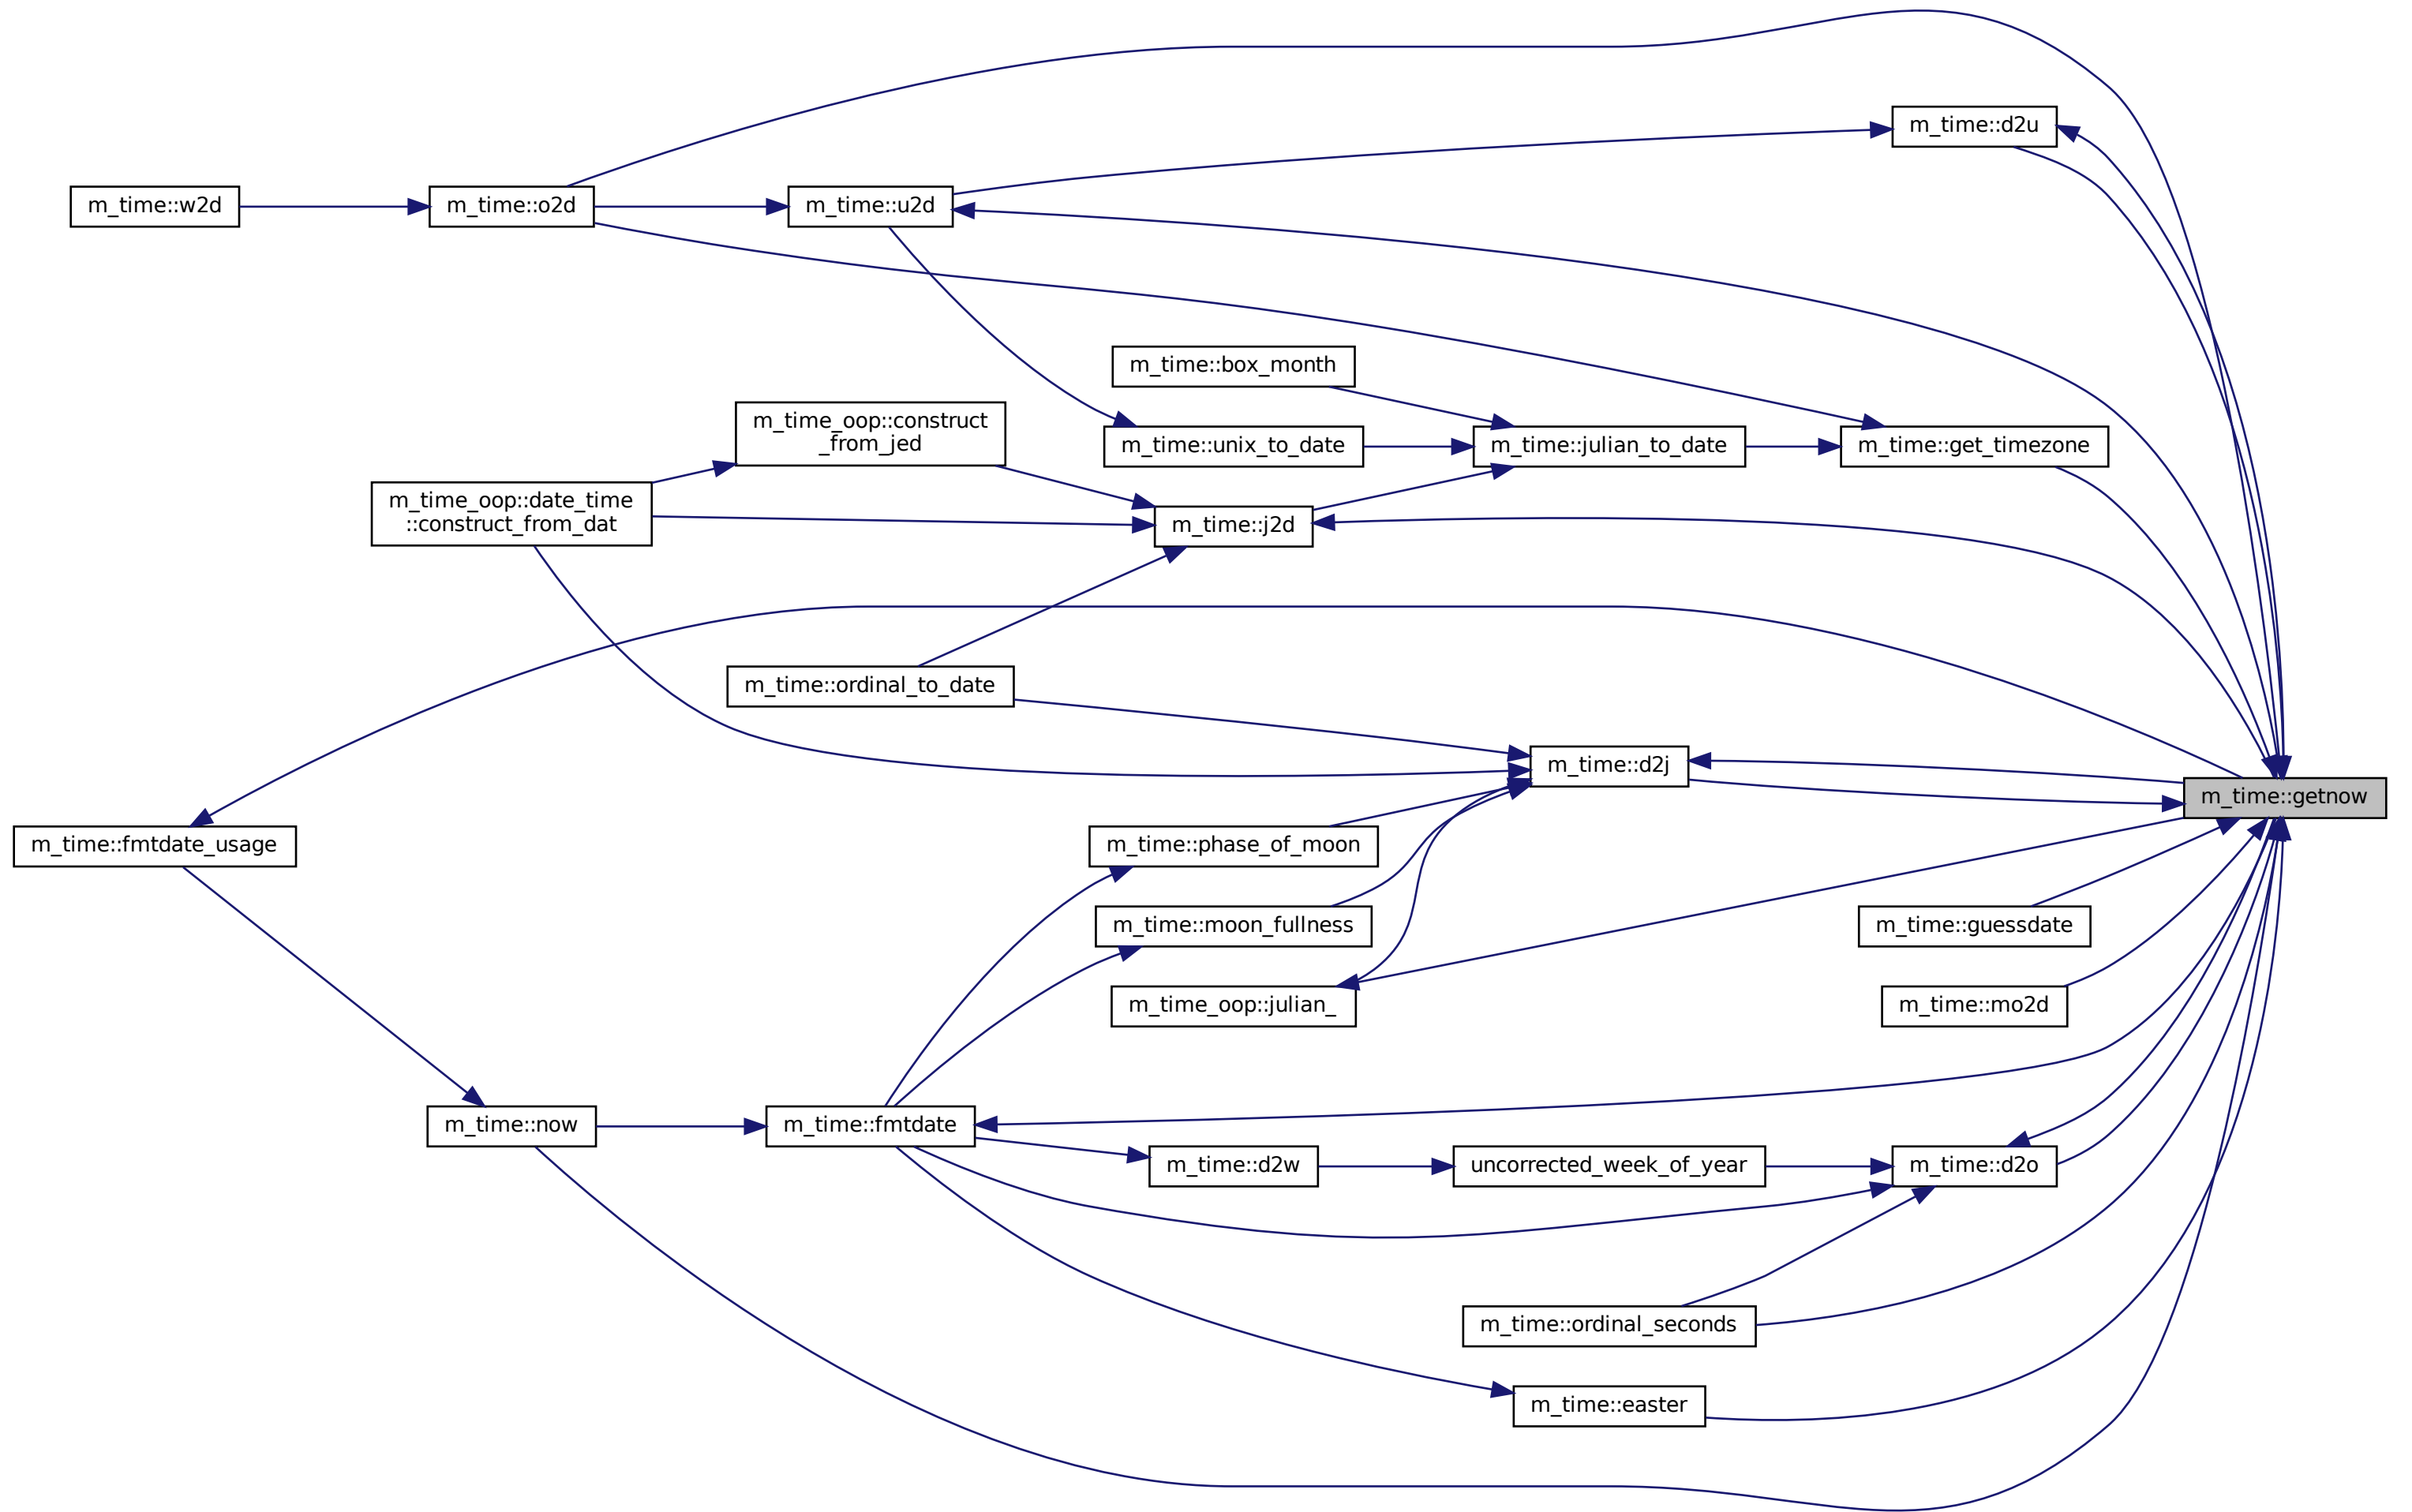 m_time::d2u
m_time::w2d
m_time::o2d
m_time::u2d
m_time::box_month
m_time_oop::construct
_from_jed
m_time::unix_to_date
m_time::julian_to_date
m_time::get_timezone
m_time_oop::date_time
::construct_from_dat
m_time::j2d
m_time::ordinal_to_date
m_time::d2j
m_time::getnow
m_time::fmtdate_usage
m_time::phase_of_moon
m_time::moon_fullness
m_time::guessdate
m_time_oop::julian_
m_time::mo2d
m_time::now
m_time::fmtdate
m_time::d2w
uncorrected_week_of_year
m_time::d2o
m_time::ordinal_seconds
m_time::easter